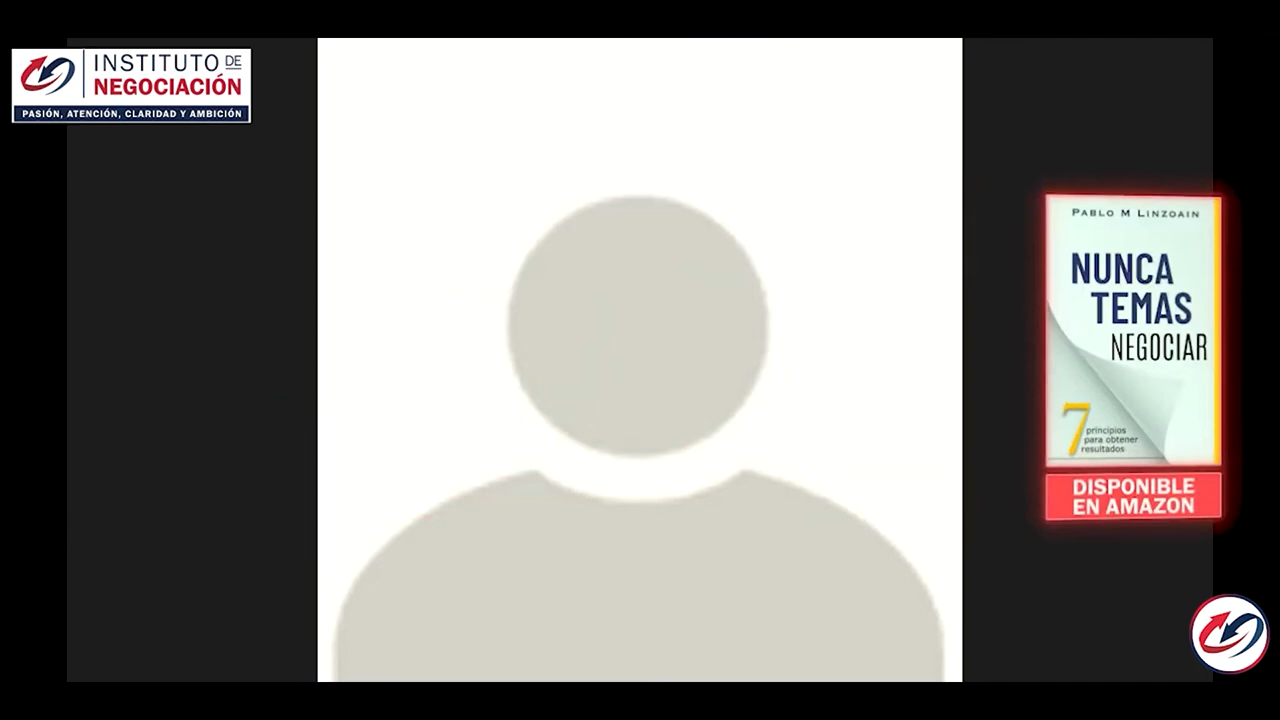 INSTITUTO DE
NEGOCIACIÓN
PASIÓN, ATENCIÓN, CLARIDAD Y AMBICIÓN
PABLO M LINZOAIN
NUNCA
TEMAS
NEGOCIAR
7 principios
para obtener
resultados
DISPONIBLE
EN AMAZON